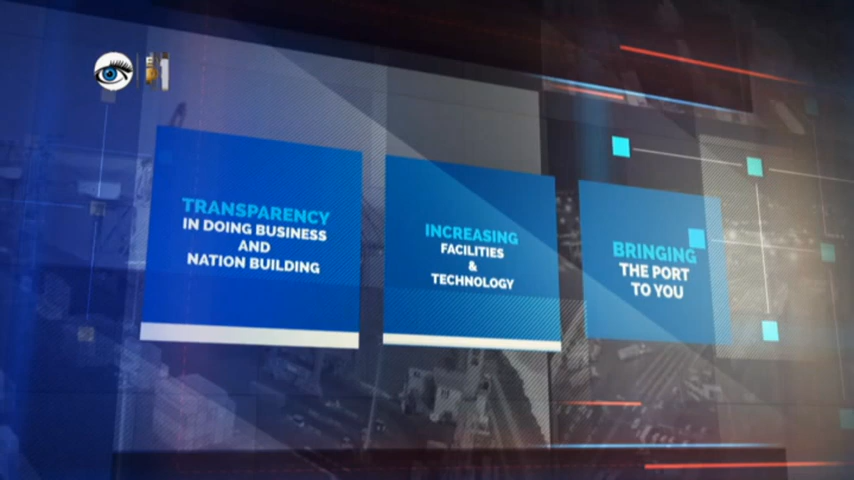 TRANSPARENCY
IN DOING BUSINESS
AND
NATION BUILDING
INCREASING
FACILITIES
&
TECHNOLOGY
BRINGING
THE PORT
TO YOU